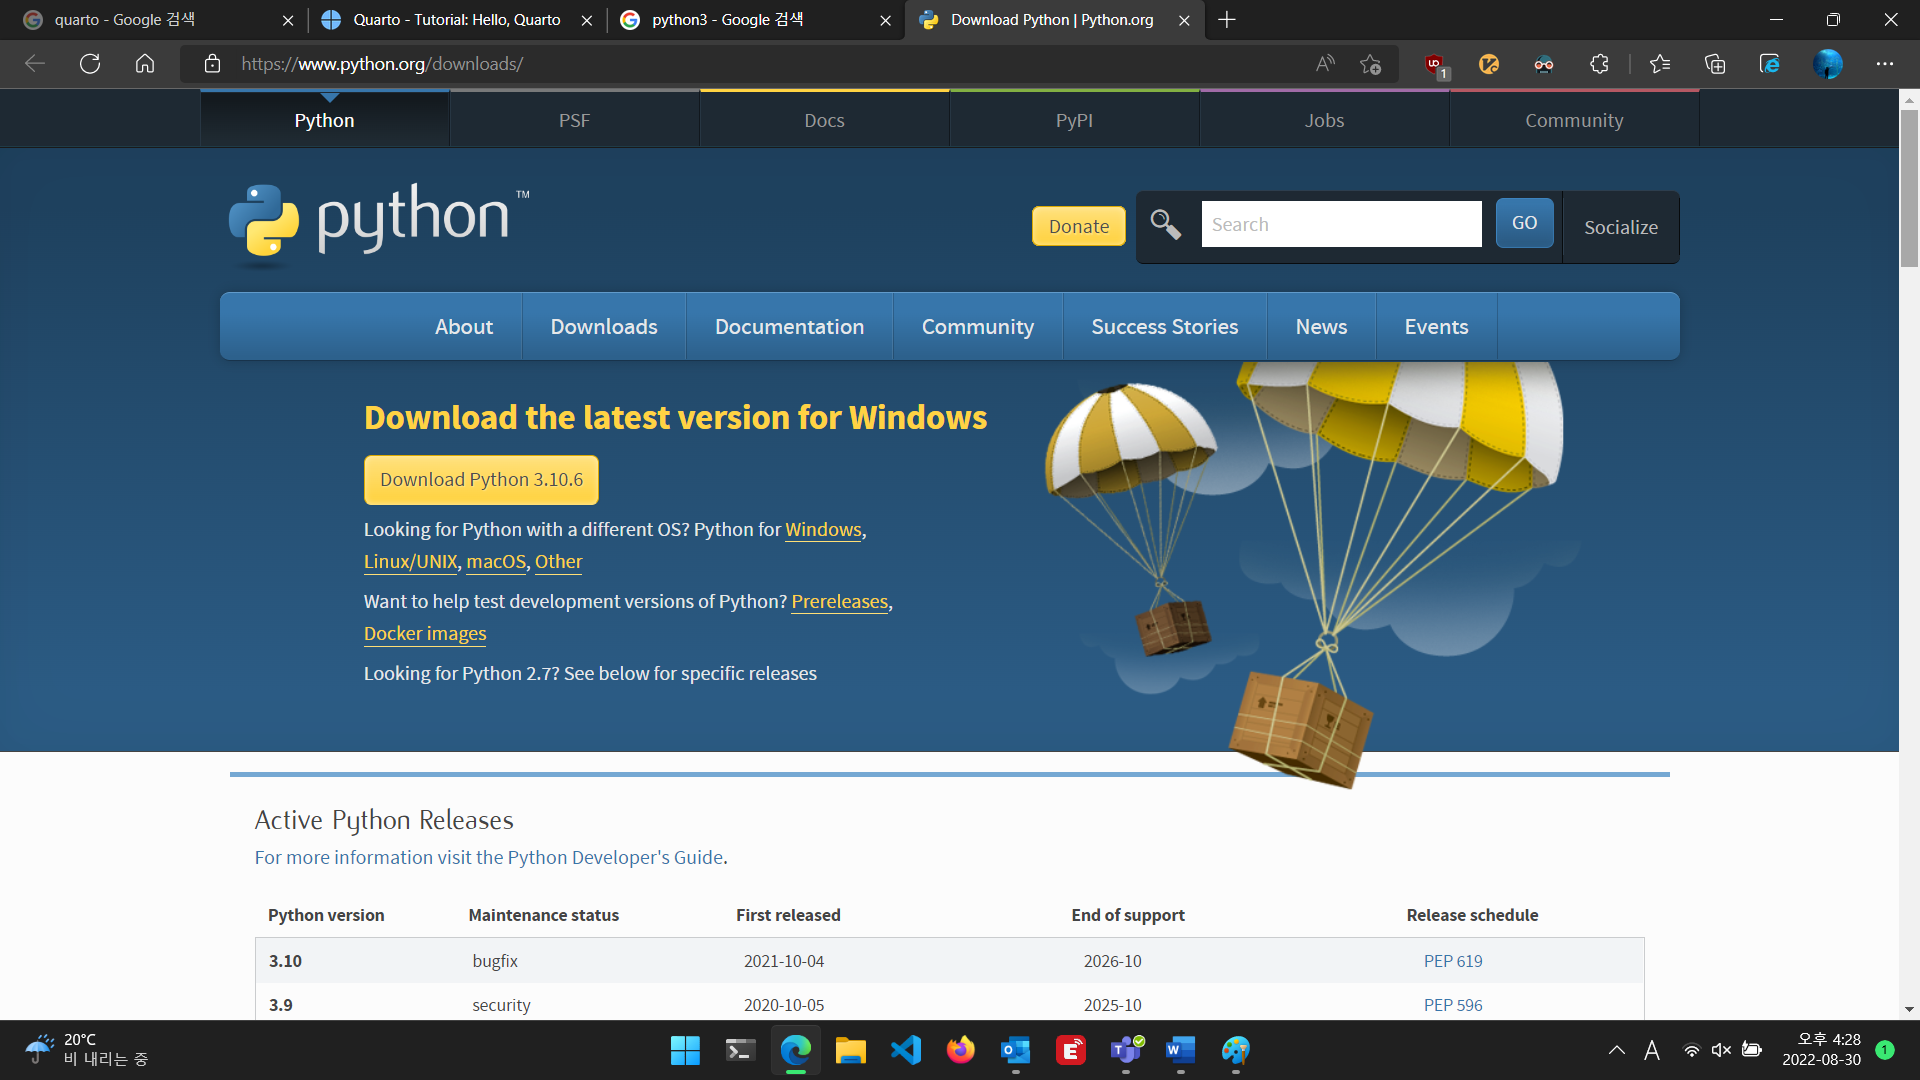 quarto - Google 검색
Quarto - Tutorial: Hello, Quarto
python3 - Google 검색
Download Python | Python.org
https://www.python.org/downloads/
1
Python
PSF
Docs
PyPI
Jobs
Community
python™
Donate
Search
GO
Socialize
About
Downloads
Documentation
Community
Success Stories
News
Events
Download the latest version for Windows
Download Python 3.10.6
Looking for Python with a different OS? Python for Windows,
Linux/UNIX, macOS, Other
Want to help test development versions of Python? Prereleases,
Docker images
Looking for Python 2.7? See below for specific releases
Active Python Releases
For more information visit the Python Developer's Guide.
Python version Maintenance status First released End of support Release schedule
3.10 bugfix 2021-10-04 2026-10 PEP 619
3.9 security 2020-10-05 2025-10 PEP 596
20°C
비 내리는 중
A
오후 4:28
2022-08-30
1